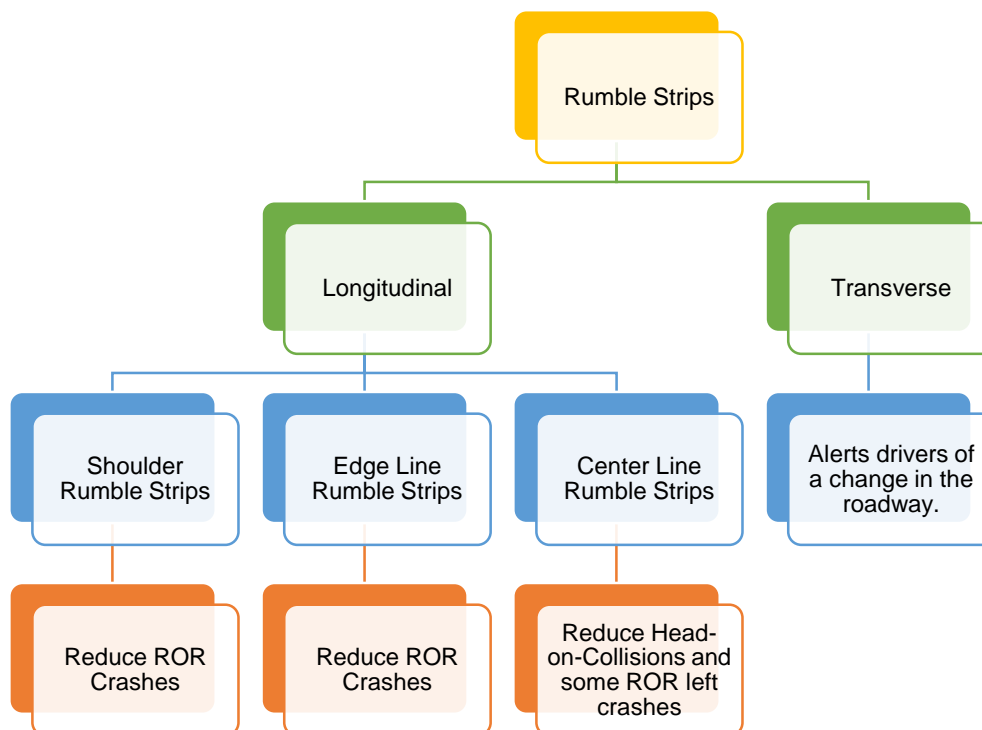 Rumble Strips
Longitudinal
Transverse
Shoulder
Rumble Strips
Edge Line
Rumble Strips
Center Line
Rumble Strips
Alerts drivers of
a change in the
roadway.
Reduce ROR
Crashes
Reduce ROR
Crashes
Reduce Head-
on-Collisions and
some ROR left
crashes